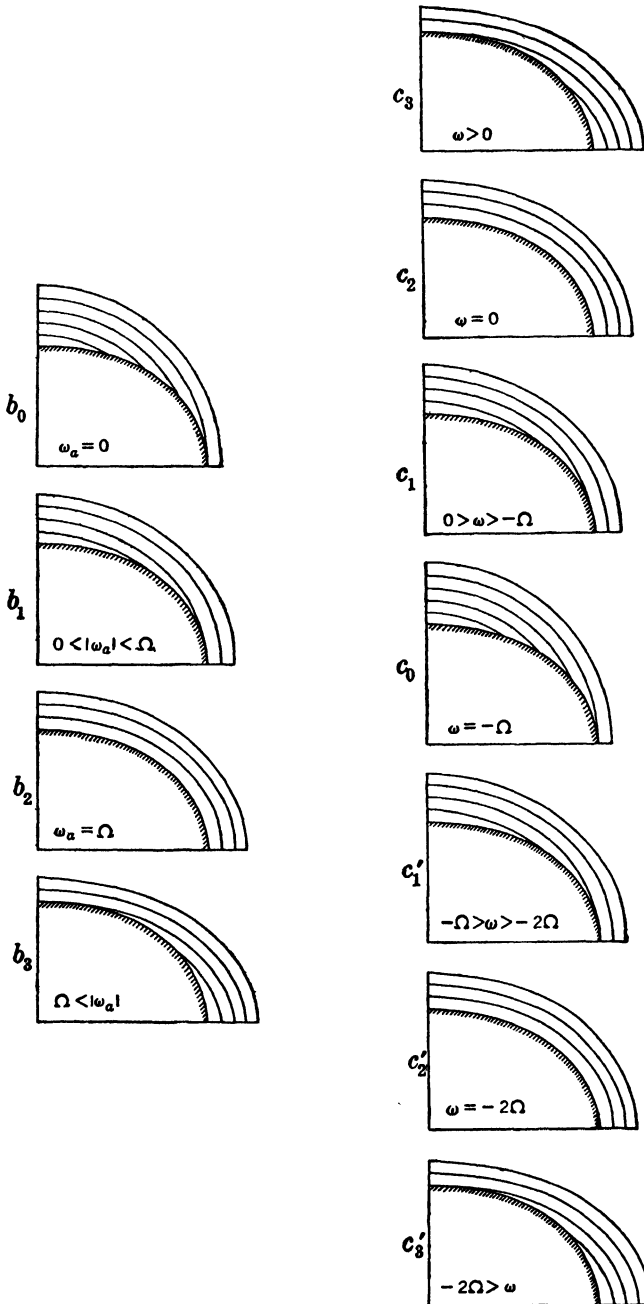 b₀
ωₐ = 0
b₁
0 < |ωₐ| < Ω
b₂
ωₐ = Ω
b₃
Ω < |ωₐ|
c₃
ω > 0
c₂
ω = 0
c₁
0 > ω > -Ω
c₀
ω = -Ω
c₁′
-Ω > ω > -2Ω
c₂′
ω = -2Ω
c₃′
-2Ω > ω